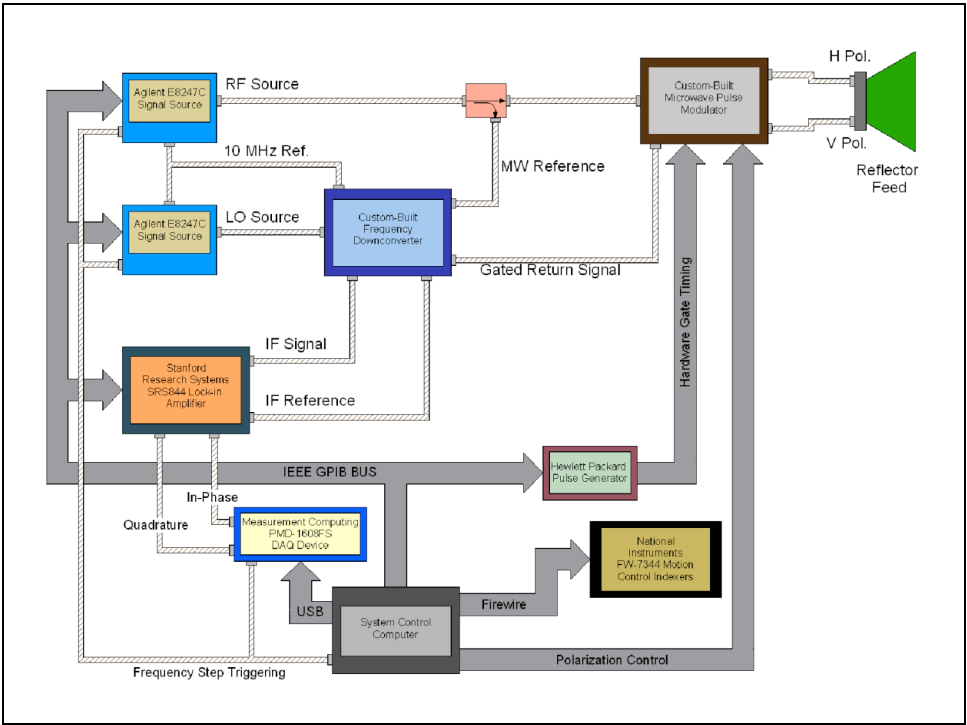 H Pol.
RF Source
Agilent E8247C
Signal Source
Custom-Built
Microwave Pulse
Modulator
V Pol.
10 MHz Ref.
MW Reference
Reflector
Feed
LO Source
Agilent E8247C
Signal Source
Custom-Built
Frequency
Downconverter
Gated Return Signal
Hardware Gate Timing
IF Signal
Stanford
Research Systems
SRS844 Lock-in
Amplifier
IF Reference
IEEE GPIB BUS
Hewlett Packard
Pulse Generator
In-Phase
Quadrature
Measurement Computing
PMD-1608FS
DAQ Device
National
Instruments
FW-7344 Motion
Control Indexers
USB
Firewire
System Control
Computer
Polarization Control
Frequency Step Triggering